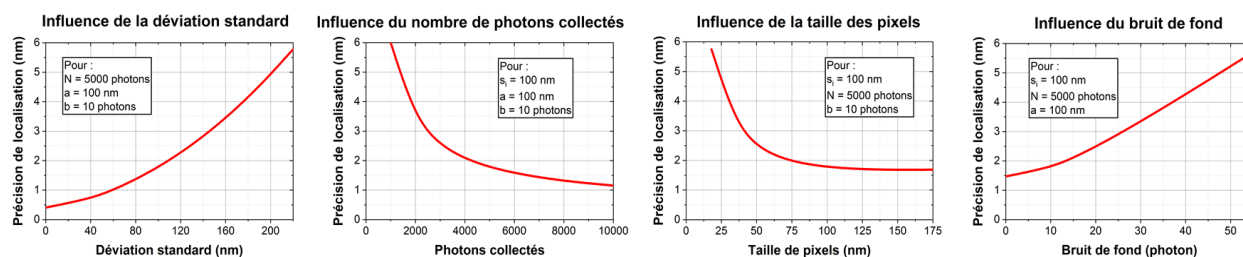 Influence de la déviation standard
Précision de localisation (nm)
6
5
4
3
2
1
0
Pour :
N = 5000 photons
a = 100 nm
b = 10 photons
0 40 80 120 160 200
Déviation standard (nm)
Influence du nombre de photons collectés
Précision de localisation (nm)
6
5
4
3
2
1
0
Pour :
sᵢ = 100 nm
a = 100 nm
b = 10 photons
0 2000 4000 6000 8000 10000
Photons collectés
Influence de la taille des pixels
Précision de localisation (nm)
6
5
4
3
2
1
0
Pour :
sᵢ = 100 nm
N = 5000 photons
b = 10 photons
0 25 50 75 100 125 150 175
Taille de pixels (nm)
Influence du bruit de fond
Précision de localisation (nm)
6
5
4
3
2
1
0
Pour :
sᵢ = 100 nm
N = 5000 photons
a = 100 nm
0 10 20 30 40 50
Bruit de fond (photon)